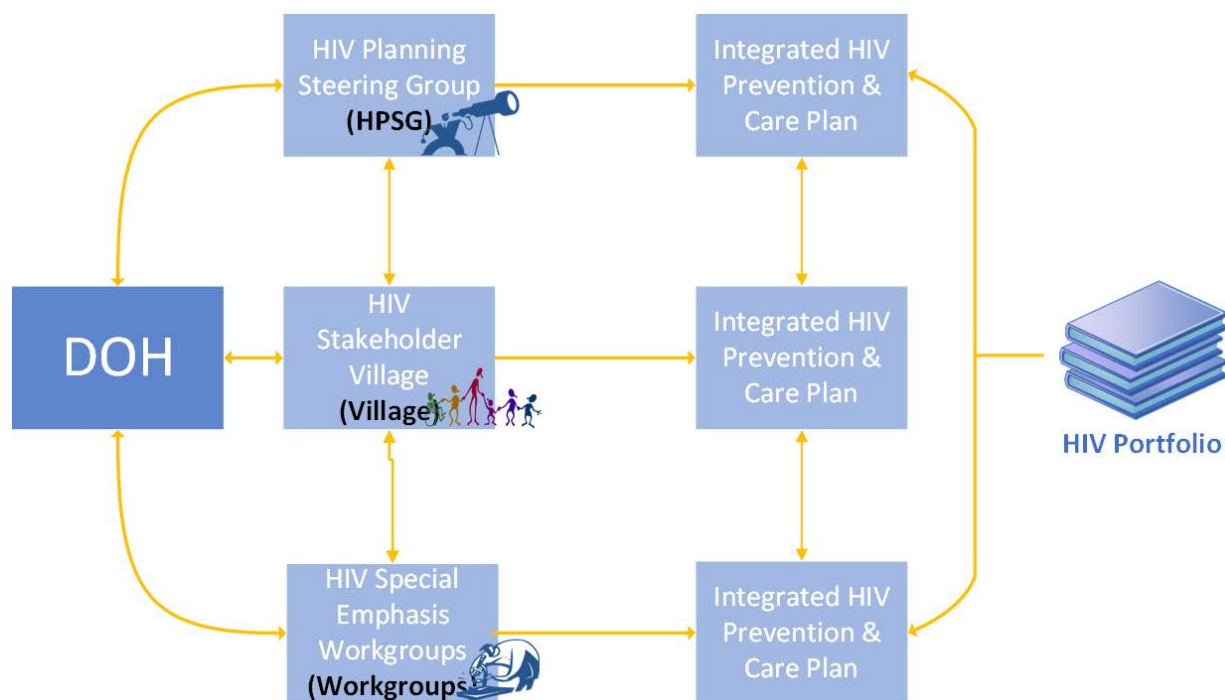 HIV Planning
Steering Group
(HPSG)
Integrated HIV
Prevention &
Care Plan
DOH
HIV
Stakeholder
Village
(Village)
Integrated HIV
Prevention &
Care Plan
HIV Portfolio
HIV Special
Emphasis
Workgroups
(Workgroups
Integrated HIV
Prevention &
Care Plan